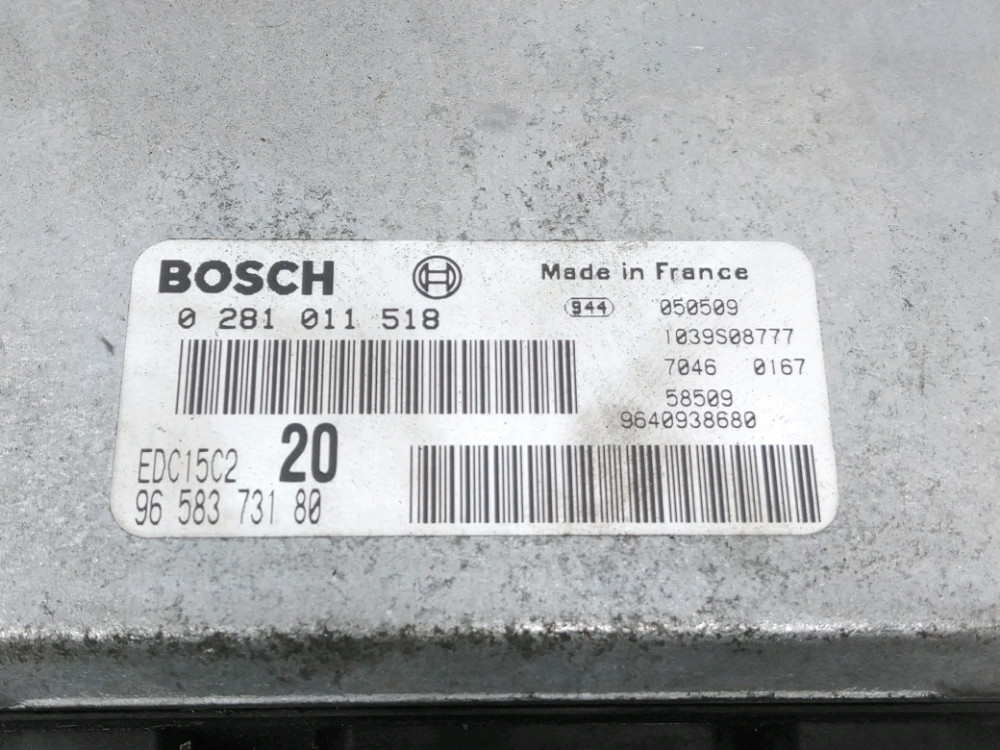 BOSCH Made in France
0 281 011 518 944 050509
1039S08777
7046 0167
58509
9640938680
EDC15C2 20
96 583 731 80